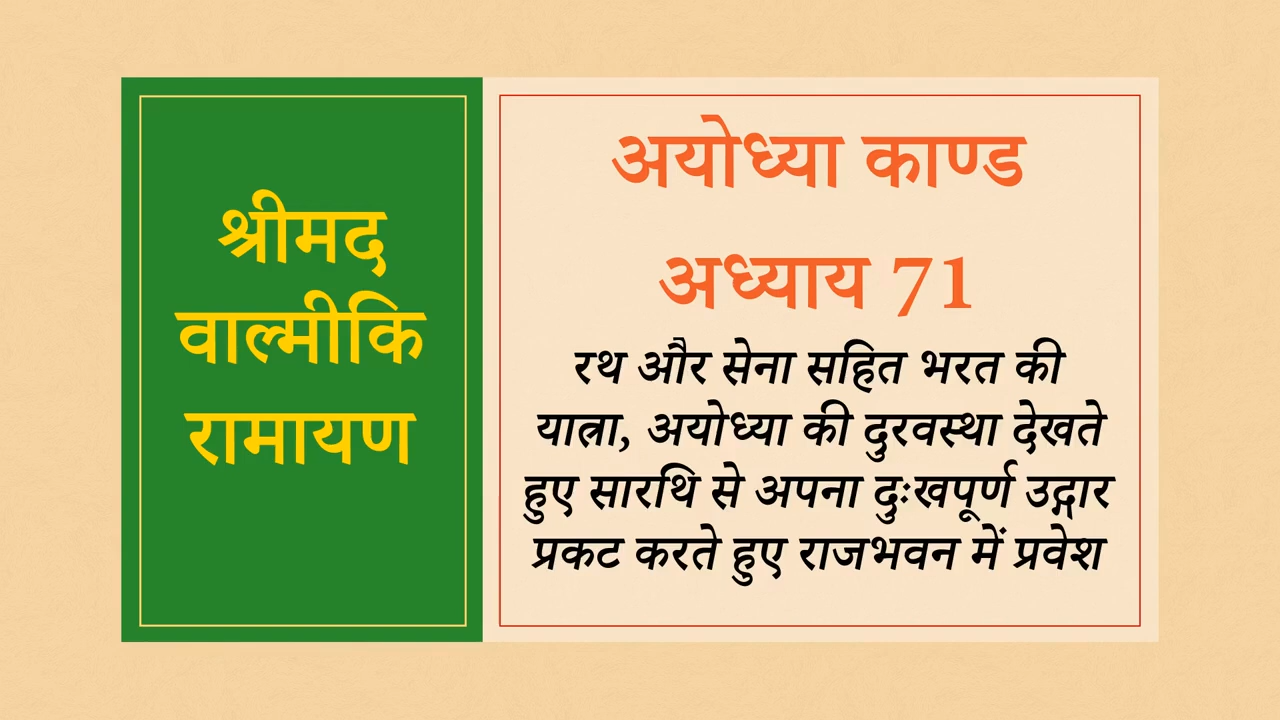 श्रीमद
वाल्मीकि
रामायण
अयोध्या काण्ड
अध्याय 71
रथ और सेना सहित भरत की
यात्रा, अयोध्या की दुरवस्था देखते
हुए सारथि से अपना दुःखपूर्ण उद्गार
प्रकट करते हुए राजभवन में प्रवेश